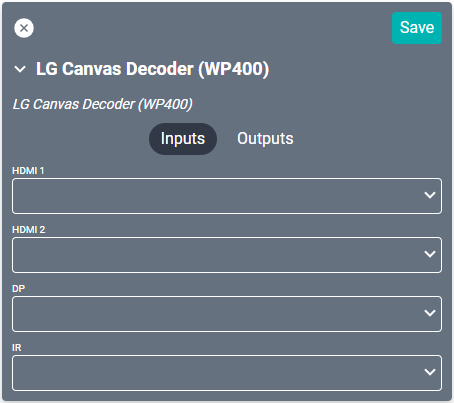 Save
LG Canvas Decoder (WP400)
LG Canvas Decoder (WP400)
Inputs Outputs
HDMI 1
HDMI 2
DP
IR